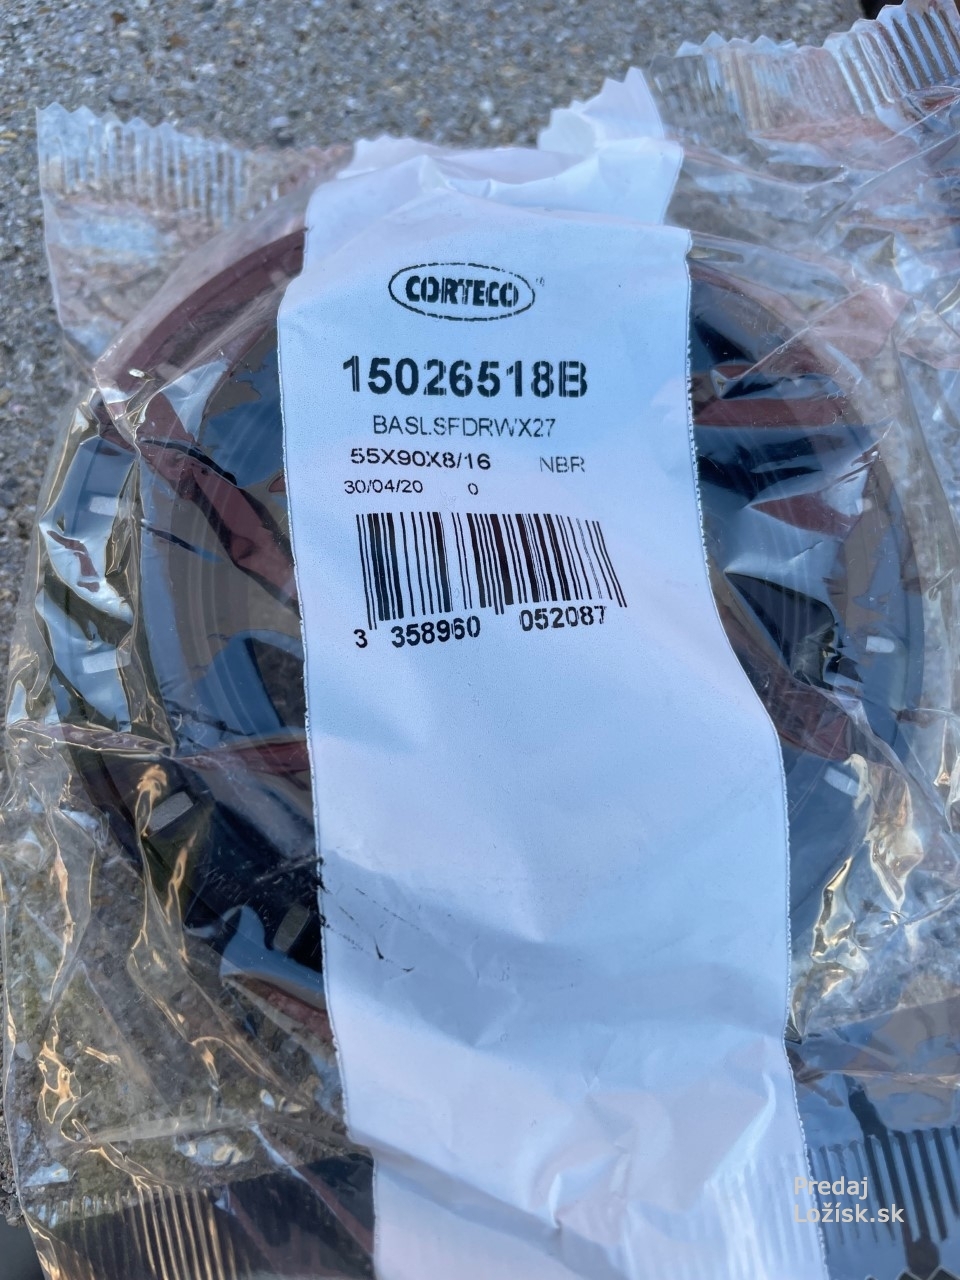 CORTECO
15026518B
BASLSFDRWX27
55X90X8/16 NBR
30/04/20 0
3 358960 052087
Predaj
Ložísk.sk